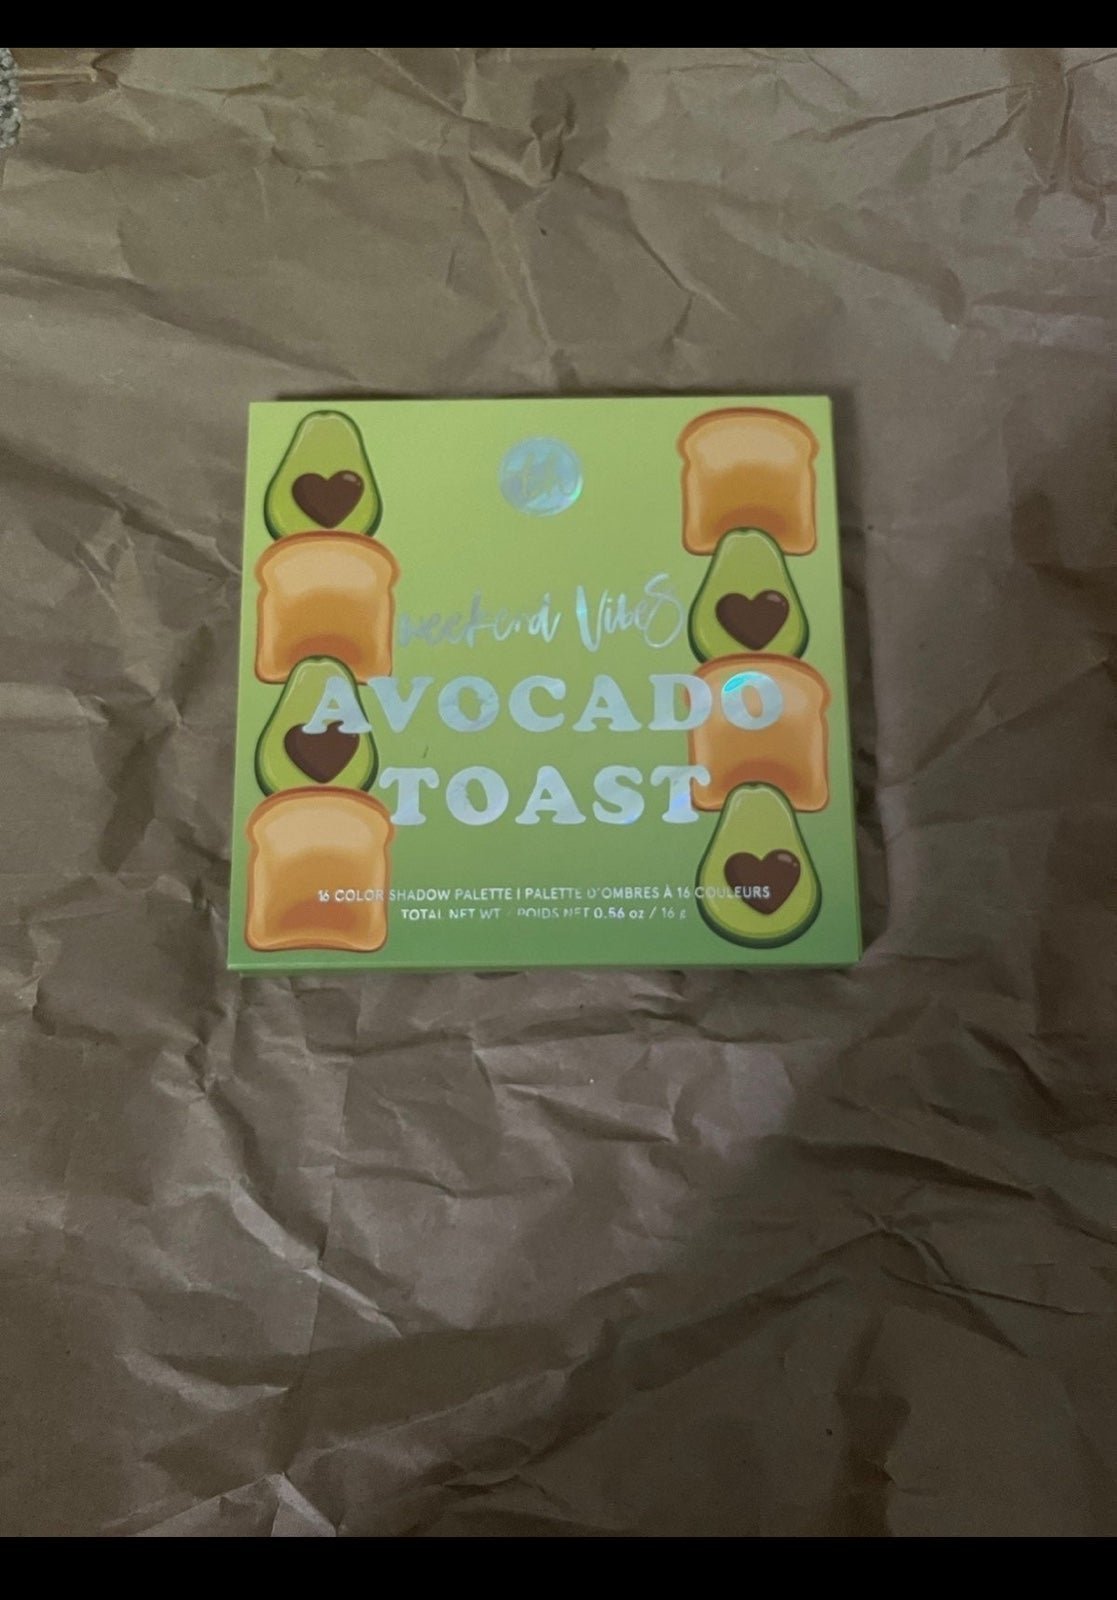 weekend Vibes
AVOCADO
TOAST
16 COLOR SHADOW PALETTE | PALETTE D'OMBRES À 16 COULEURS
TOTAL NET WT / POIDS NET 0.56 oz / 16 g